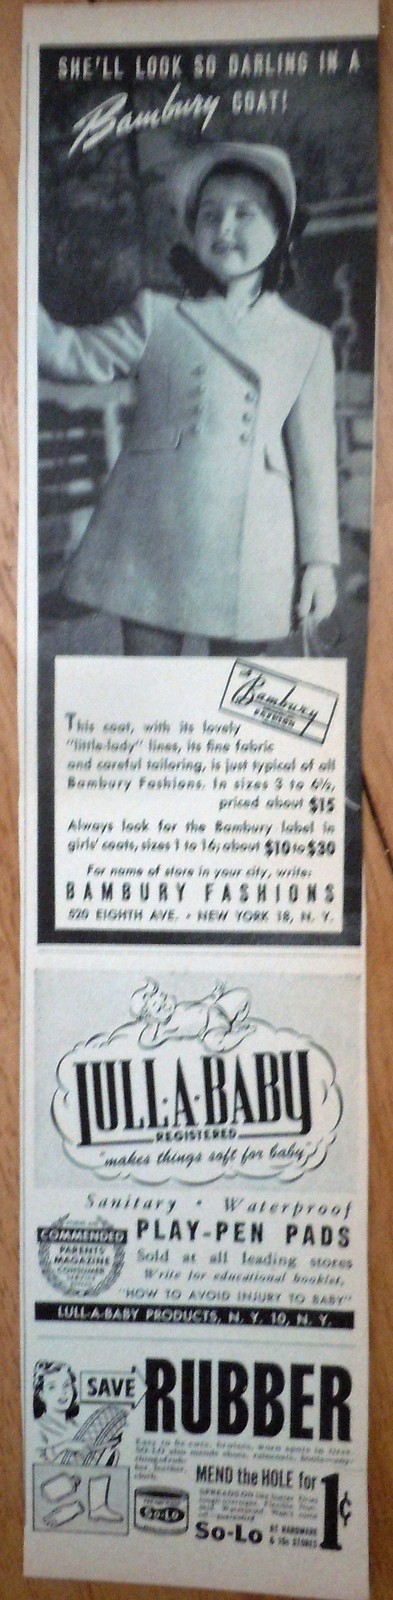 SHE'LL LOOK SO DARLING IN A
Bambury COAT!
Bambury
FASHION
This coat, with its lovely
"little-lady" lines, its fine fabric
and careful tailoring, is just typical of all
Bambury Fashions. In sizes 3 to 6½,
priced about $15
Always look for the Bambury label in
girls' coats, sizes 1 to 16; about $10 to $30
For name of store in your city, write:
BAMBURY FASHIONS
520 EIGHTH AVE. • NEW YORK 18, N. Y.
LULL·A·BABY
REGISTERED
"makes things soft for baby"
Sanitary • Waterproof
PLAY-PEN PADS
COMMENDED
PARENTS'
MAGAZINE
CONSUMER
SERVICE
Sold at all leading stores
Write for educational booklet,
"HOW TO AVOID INJURY TO BABY"
LULL-A-BABY PRODUCTS, N. Y. 10, N. Y.
SAVE RUBBER
MEND the HOLE for 1¢
So-Lo
So-Lo AT HARDWARE
& 10¢ STORES